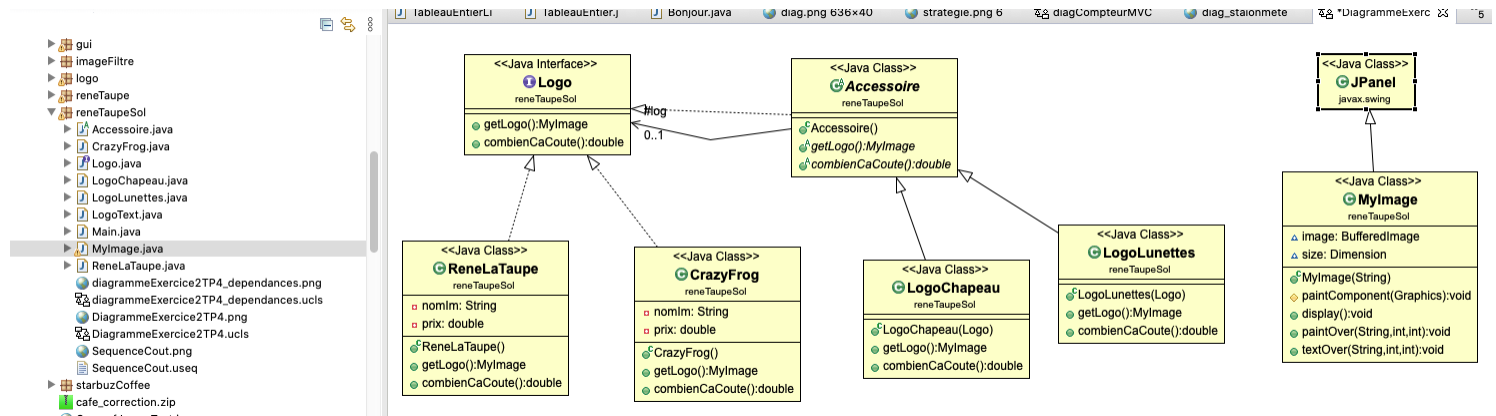 TableauEntierLi
TableauEntier.j
Bonjour.java
diag.png 636×40
strategie.png 6
diagCompteurMVC
diag_staionmete
*DiagrammeExerc
5
gui
imageFiltre
logo
reneTaupe
reneTaupeSol
Accessoire.java
CrazyFrog.java
Logo.java
LogoChapeau.java
LogoLunettes.java
LogoText.java
Main.java
MyImage.java
ReneLaTaupe.java
diagrammeExercice2TP4_dependances.png
diagrammeExercice2TP4_dependances.ucls
DiagrammeExercice2TP4.png
DiagrammeExercice2TP4.ucls
SequenceCout.png
SequenceCout.useq
starbuzCoffee
cafe_correction.zip
<<Java Interface>>
Logo
reneTaupeSol
getLogo():MyImage
combienCaCoute():double
#log
0..1
<<Java Class>>
Accessoire
reneTaupeSol
Accessoire()
getLogo():MyImage
combienCaCoute():double
<<Java Class>>
JPanel
javax.swing
<<Java Class>>
ReneLaTaupe
reneTaupeSol
nomIm: String
prix: double
ReneLaTaupe()
getLogo():MyImage
combienCaCoute():double
<<Java Class>>
CrazyFrog
reneTaupeSol
nomIm: String
prix: double
CrazyFrog()
getLogo():MyImage
combienCaCoute():double
<<Java Class>>
LogoChapeau
reneTaupeSol
LogoChapeau(Logo)
getLogo():MyImage
combienCaCoute():double
<<Java Class>>
LogoLunettes
reneTaupeSol
LogoLunettes(Logo)
getLogo():MyImage
combienCaCoute():double
<<Java Class>>
MyImage
reneTaupeSol
image: BufferedImage
size: Dimension
MyImage(String)
paintComponent(Graphics):void
display():void
paintOver(String,int,int):void
textOver(String,int,int):void